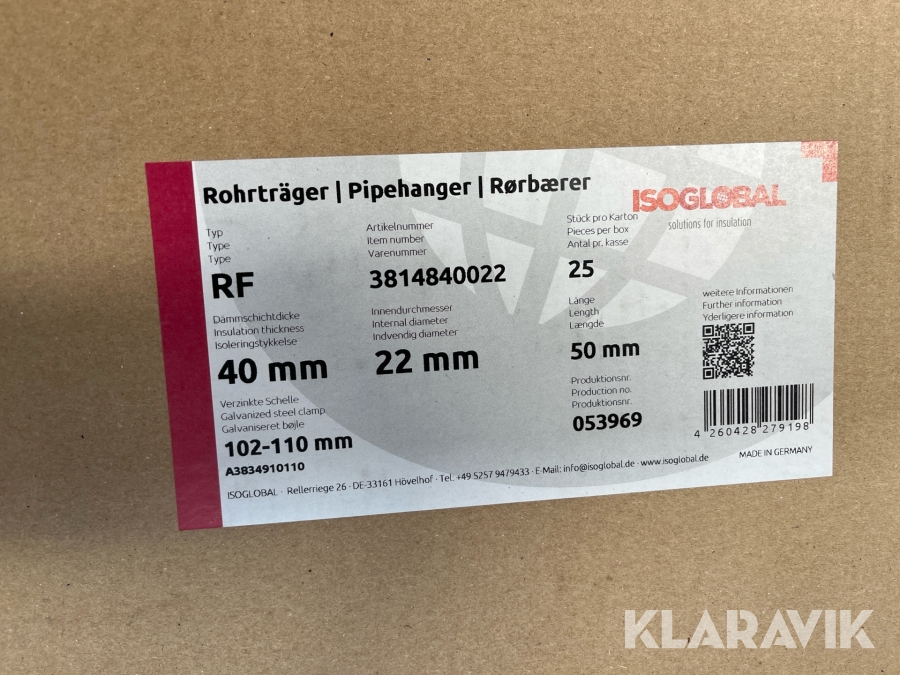 Rohrträger | Pipehanger | Rørbærer
ISOGLOBAL
solutions for insulation
Typ
Type
Type
RF
Artikelnummer
Item number
Varenummer
3814840022
Stück pro Karton
Pieces per box
Antal pr. kasse
25
Dämmschichtdicke
Insulation thickness
Isoleringstykkelse
40 mm
Innendurchmesser
Internal diameter
Indvendig diameter
22 mm
Länge
Length
Længde
50 mm
weitere Informationen
Further information
Yderligere information
Verzinkte Schelle
Galvanized steel clamp
Galvaniseret bøjle
102-110 mm
A3834910110
Produktionsnr.
Production no.
Produktionsnr.
053969
4 260428 279198
MADE IN GERMANY
ISOGLOBAL · Rellerriege 26 · DE-33161 Hövelhof · Tel. +49 5257 9479433 · E-Mail: info@isoglobal.de · www.isoglobal.de
KLARAVIK